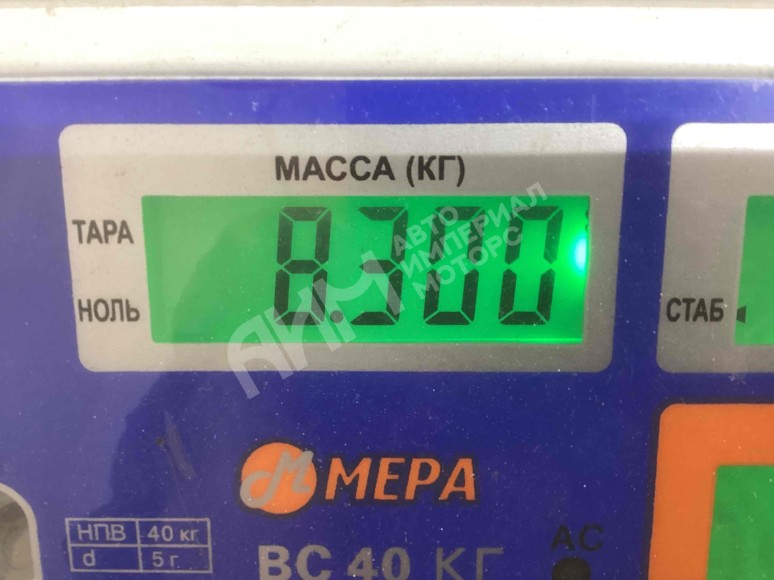 МАССА (КГ)
ТАРА
8.300
НОЛЬ
СТАБ
АИМ
АВТО
ИМПЕРИАЛ
МОТОРС
М МЕРА
НПВ 40 кг
d 5 г.
ВС 40 КГ
АС